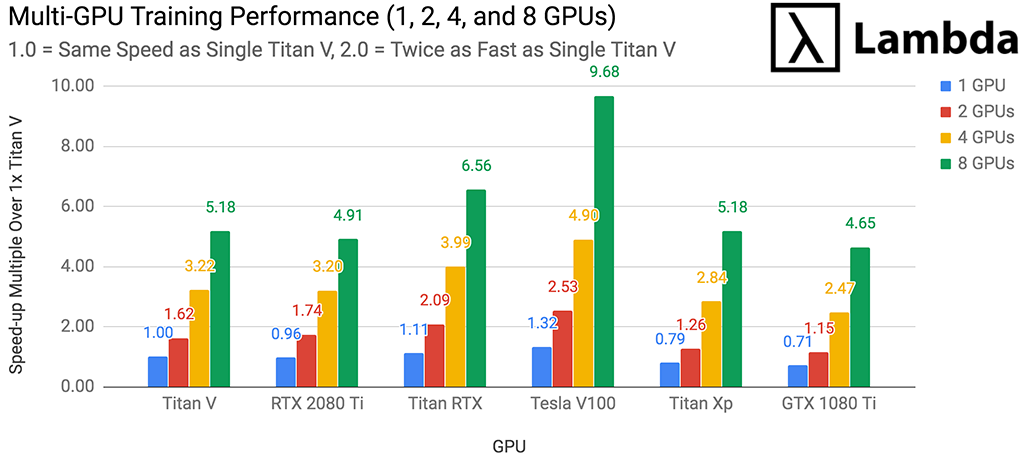 Multi-GPU Training Performance (1, 2, 4, and 8 GPUs)
1.0 = Same Speed as Single Titan V, 2.0 = Twice as Fast as Single Titan V
λ Lambda
1 GPU
2 GPUs
4 GPUs
8 GPUs
Speed-up Multiple Over 1x Titan V
10.00
8.00
6.00
4.00
2.00
0.00
1.00 1.62 3.22 5.18
0.96 1.74 3.20 4.91
1.11 2.09 3.99 6.56
1.32 2.53 4.90 9.68
0.79 1.26 2.84 5.18
0.71 1.15 2.47 4.65
Titan V RTX 2080 Ti Titan RTX Tesla V100 Titan Xp GTX 1080 Ti
GPU